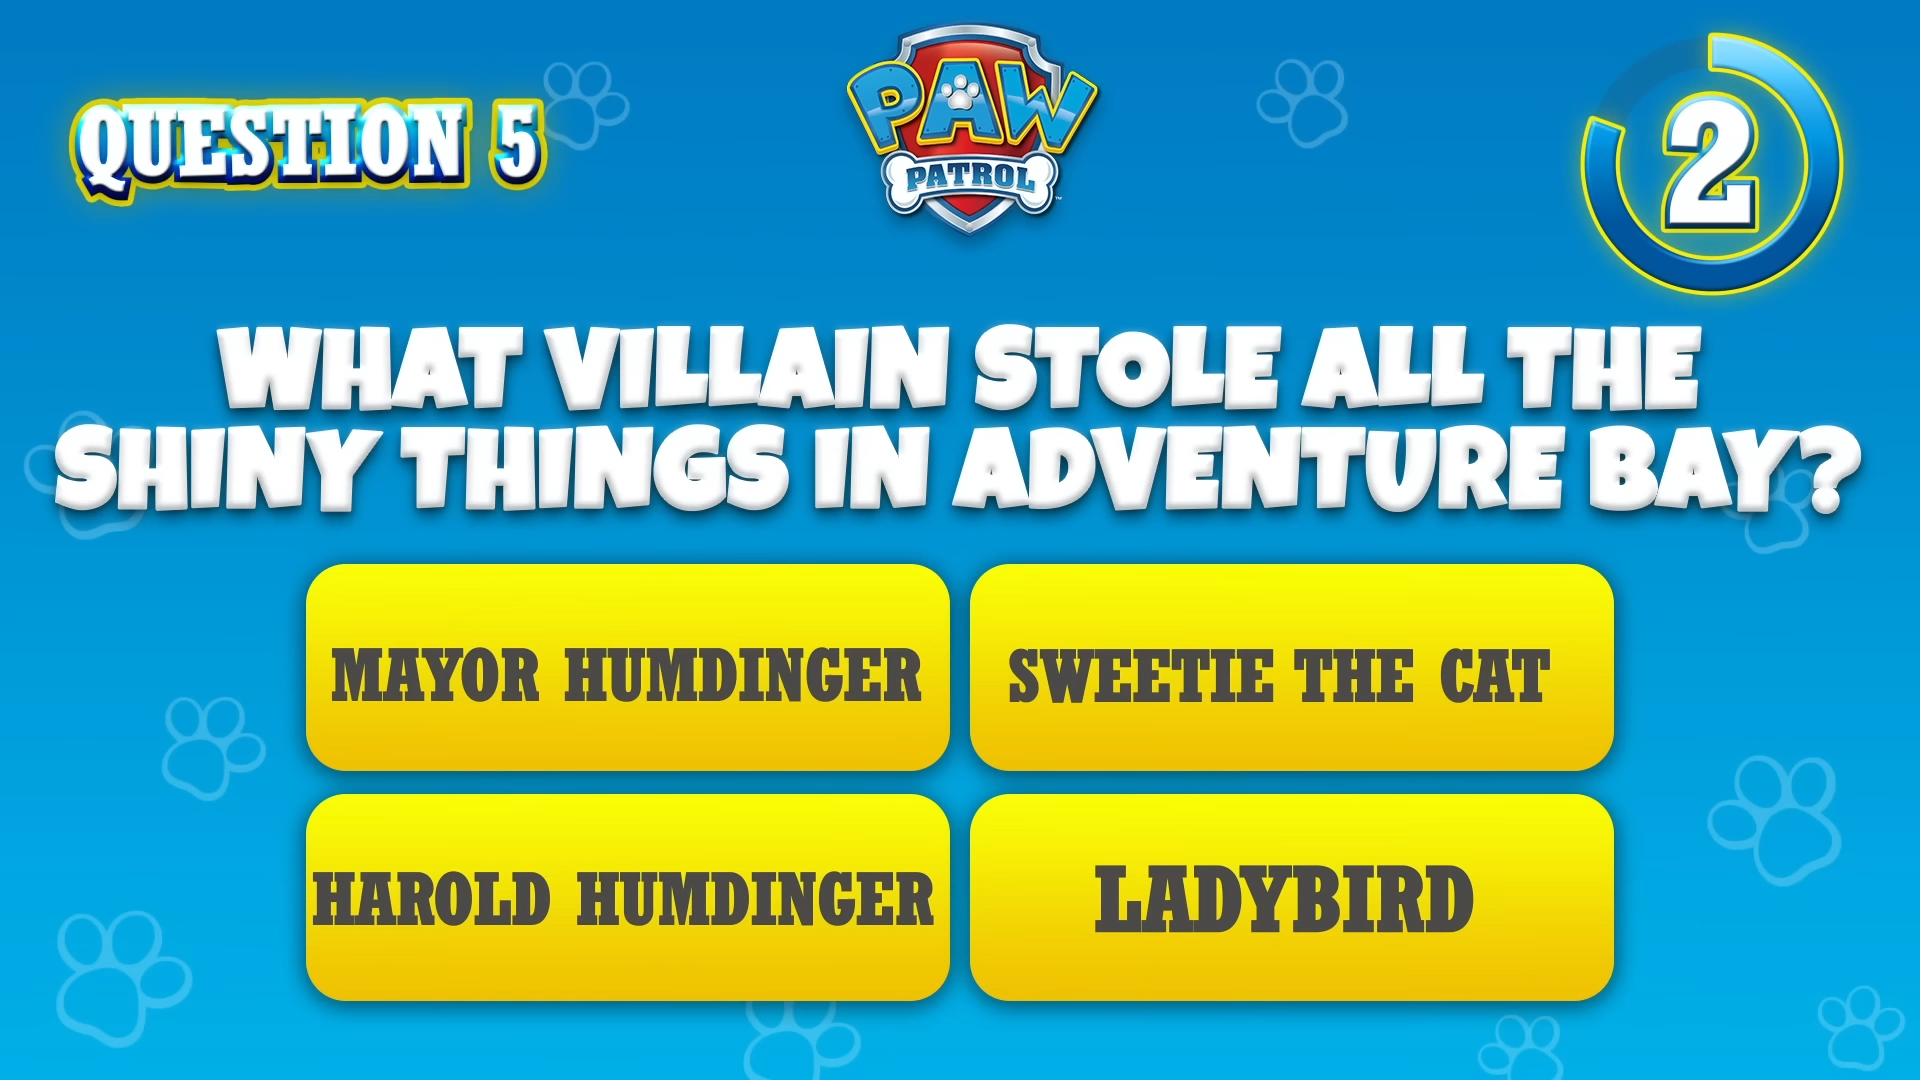 QUESTION 5
PAW
PATROL
2
WHAT VILLAIN STOLE ALL THE
SHINY THINGS IN ADVENTURE BAY?
MAYOR HUMDINGER
SWEETIE THE CAT
HAROLD HUMDINGER
LADYBIRD